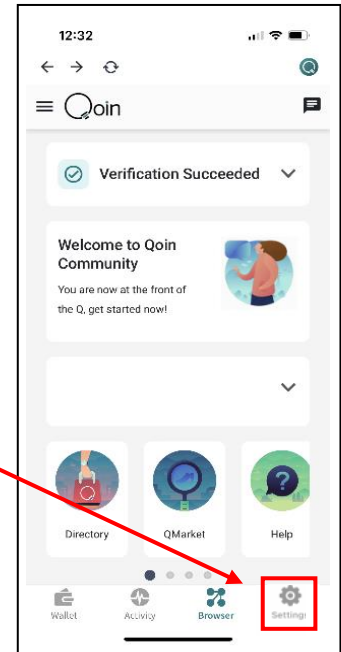 12:32
Qoin
Verification Succeeded
Welcome to Qoin
Community
You are now at the front of
the Q, get started now!
Directory
QMarket
Help
Wallet
Activity
Browser
Settings